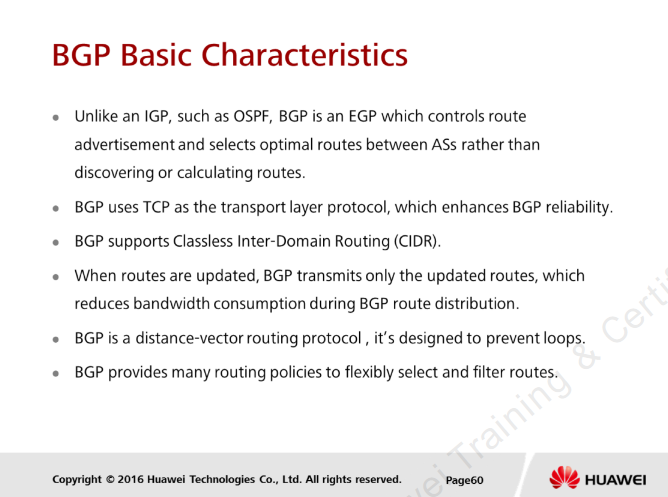 BGP Basic Characteristics
Unlike an IGP, such as OSPF, BGP is an EGP which controls route
advertisement and selects optimal routes between ASs rather than
discovering or calculating routes.
BGP uses TCP as the transport layer protocol, which enhances BGP reliability.
BGP supports Classless Inter-Domain Routing (CIDR).
When routes are updated, BGP transmits only the updated routes, which
reduces bandwidth consumption during BGP route distribution.
BGP is a distance-vector routing protocol , it's designed to prevent loops.
BGP provides many routing policies to flexibly select and filter routes.
ei Training & Certi
Copyright © 2016 Huawei Technologies Co., Ltd. All rights reserved.
Page60
HUAWEI